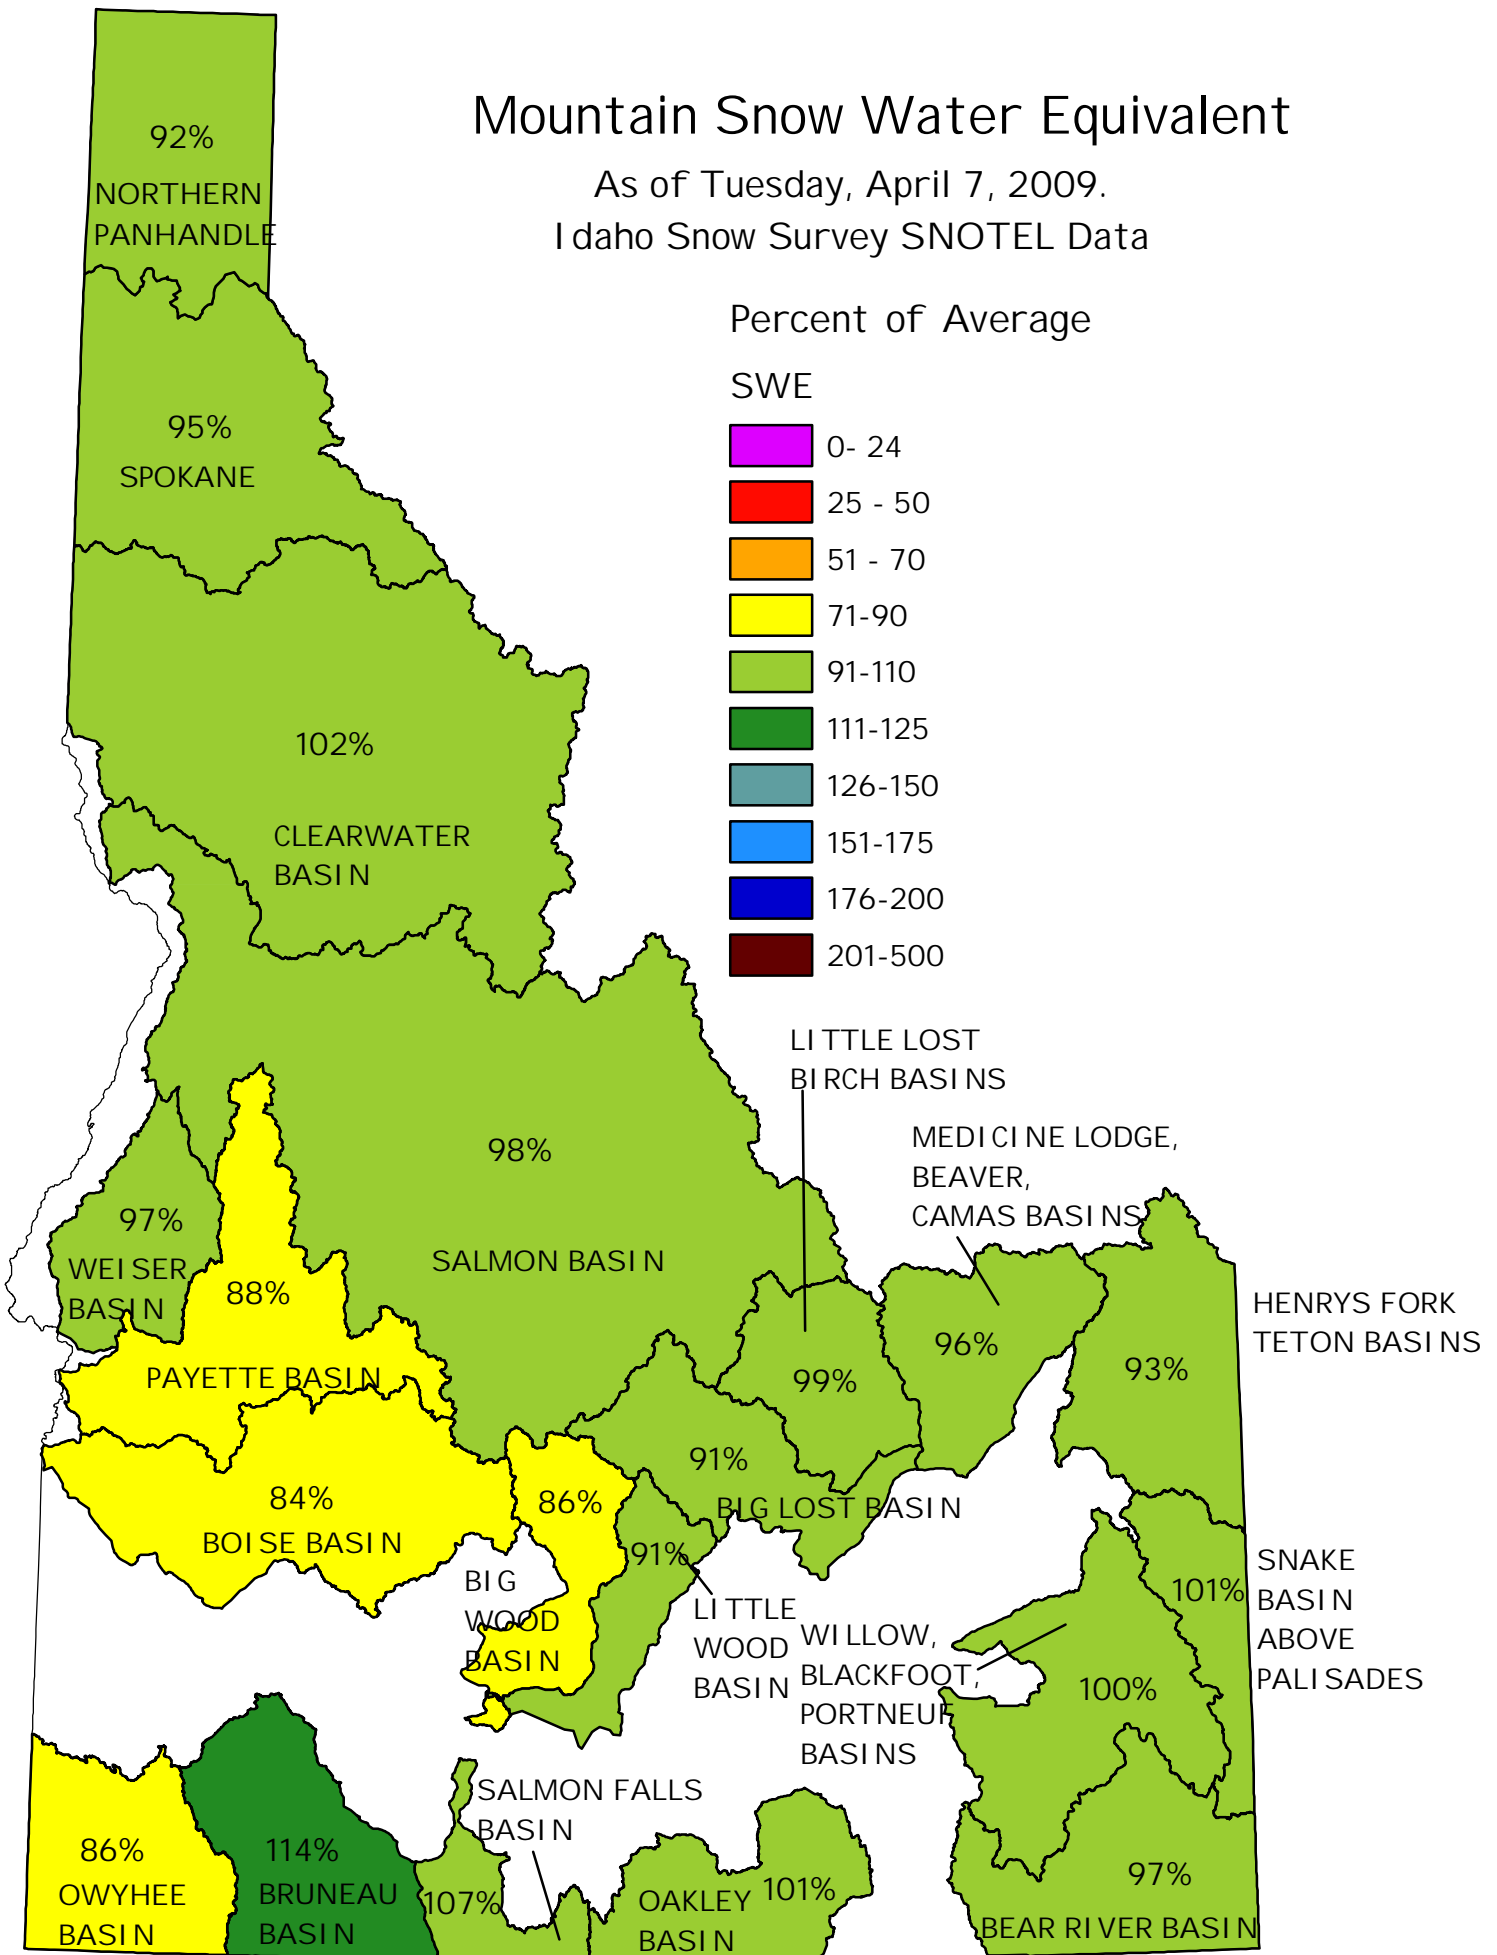 Mountain Snow Water Equivalent
As of Tuesday, April 7, 2009.
Idaho Snow Survey SNOTEL Data
Percent of Average
SWE
0- 24
25 - 50
51 - 70
71-90
91-110
111-125
126-150
151-175
176-200
201-500
92%
NORTHERN
PANHANDLE
95%
SPOKANE
102%
CLEARWATER
BASIN
98%
SALMON BASIN
LITTLE LOST
BIRCH BASINS
99%
MEDICINE LODGE,
BEAVER,
CAMAS BASINS
96%
HENRYS FORK
TETON BASINS
93%
97%
WEISER
BASIN
88%
PAYETTE BASIN
84%
BOISE BASIN
86%
BIG
WOOD
BASIN
91%
BIG LOST BASIN
91%
LITTLE
WOOD
BASIN
WILLOW,
BLACKFOOT,
PORTNEUF
BASINS
100%
101%
SNAKE
BASIN
ABOVE
PALISADES
86%
OWYHEE
BASIN
114%
BRUNEAU
BASIN
SALMON FALLS
BASIN
107%
OAKLEY
BASIN
101%
97%
BEAR RIVER BASIN